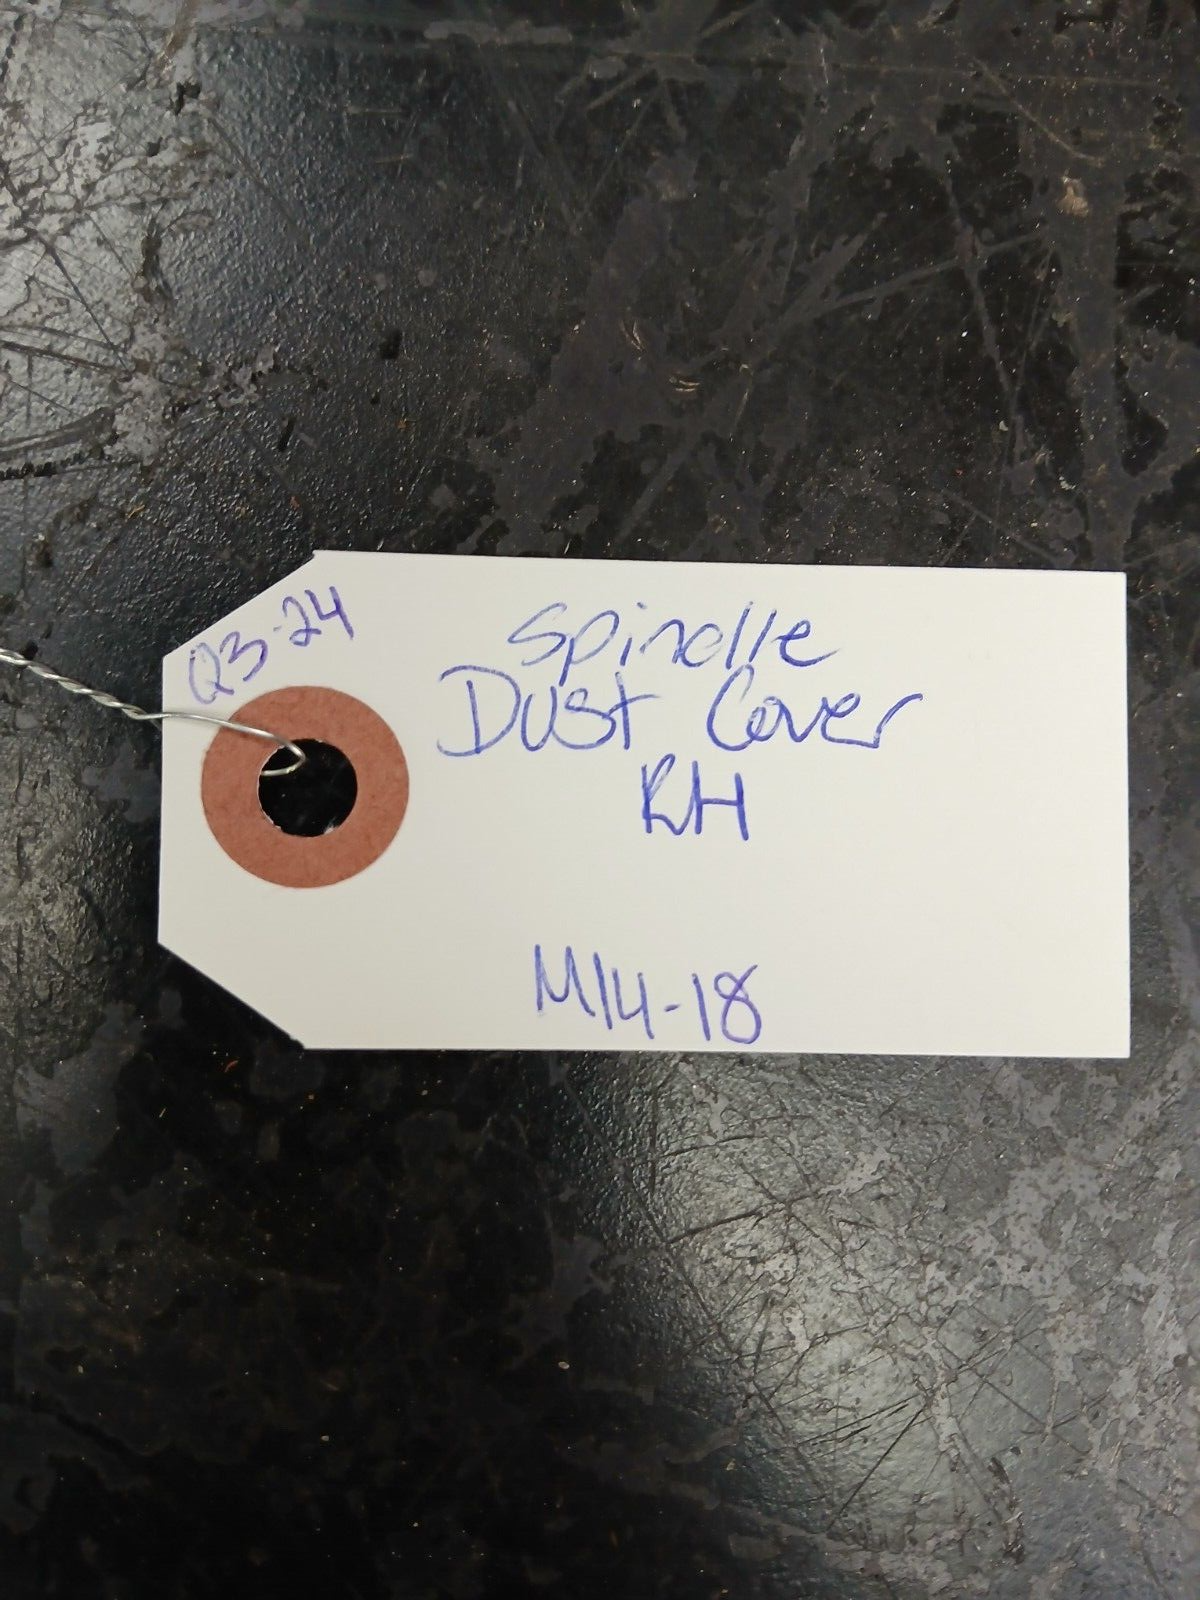 Q3-24
Spindle
Dust Cover
RH
M14-18